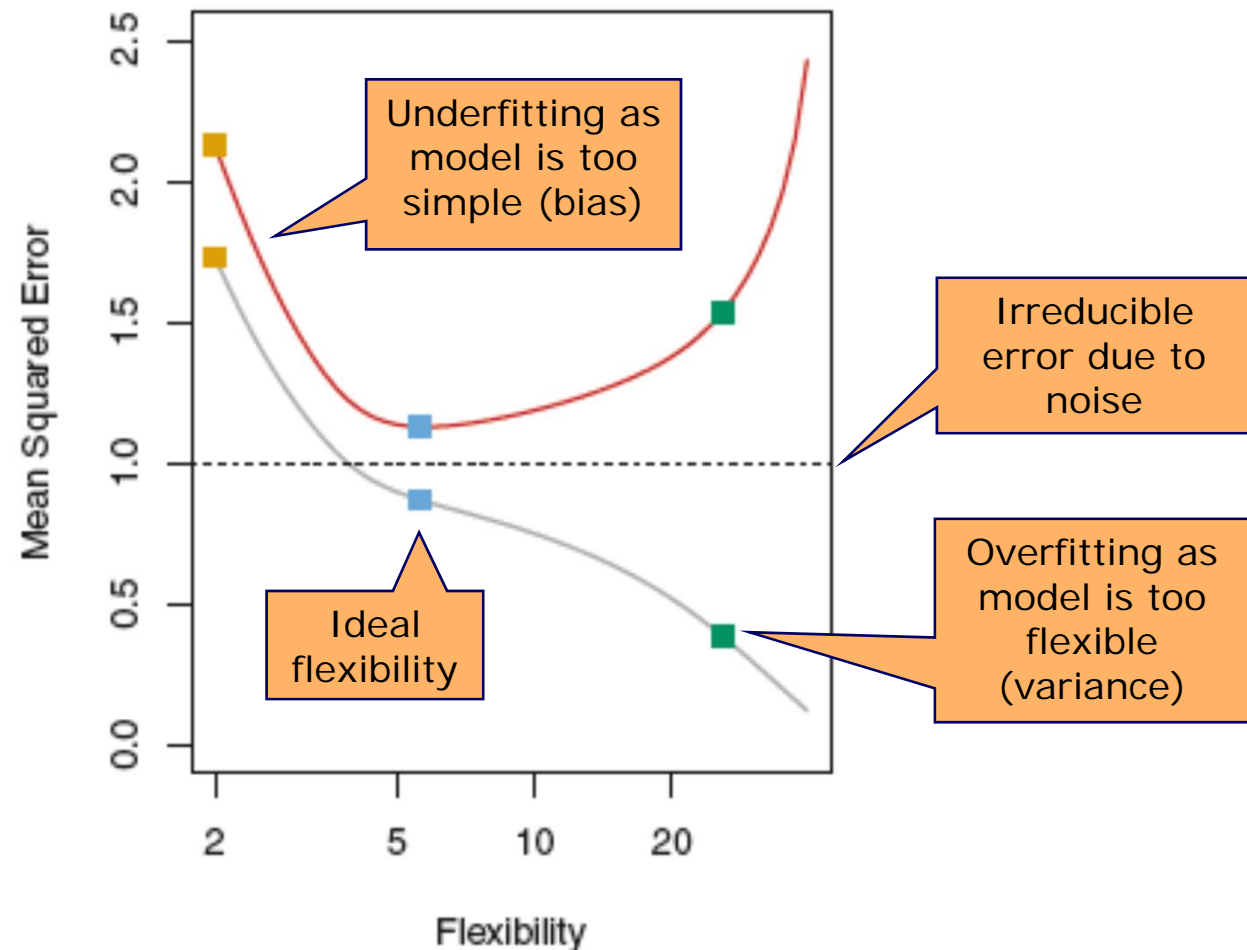 2.5
2.0
1.5
1.0
0.5
0.0
Mean Squared Error
Underfitting as
model is too
simple (bias)
Irreducible
error due to
noise
Ideal
flexibility
Overfitting as
model is too
flexible
(variance)
2 5 10 20
Flexibility